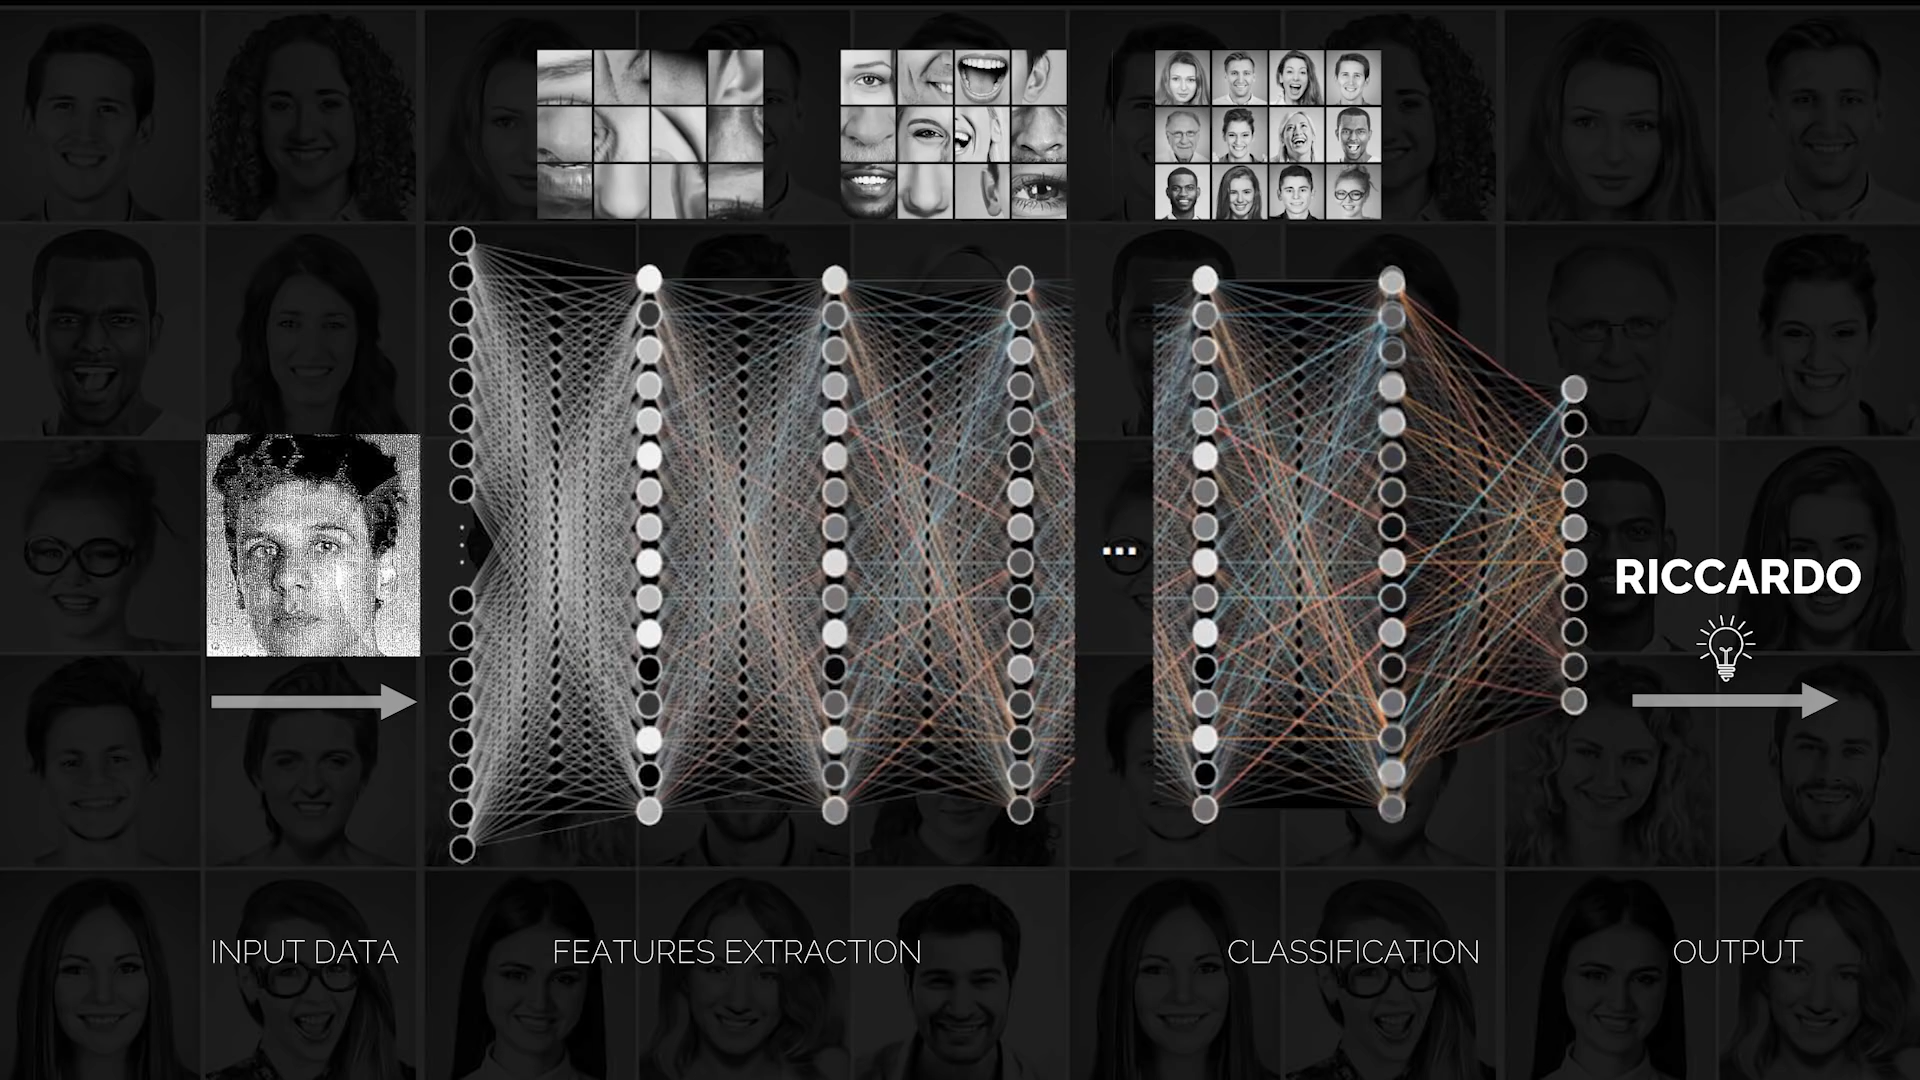 RICCARDO
INPUT DATA
FEATURES EXTRACTION
CLASSIFICATION
OUTPUT